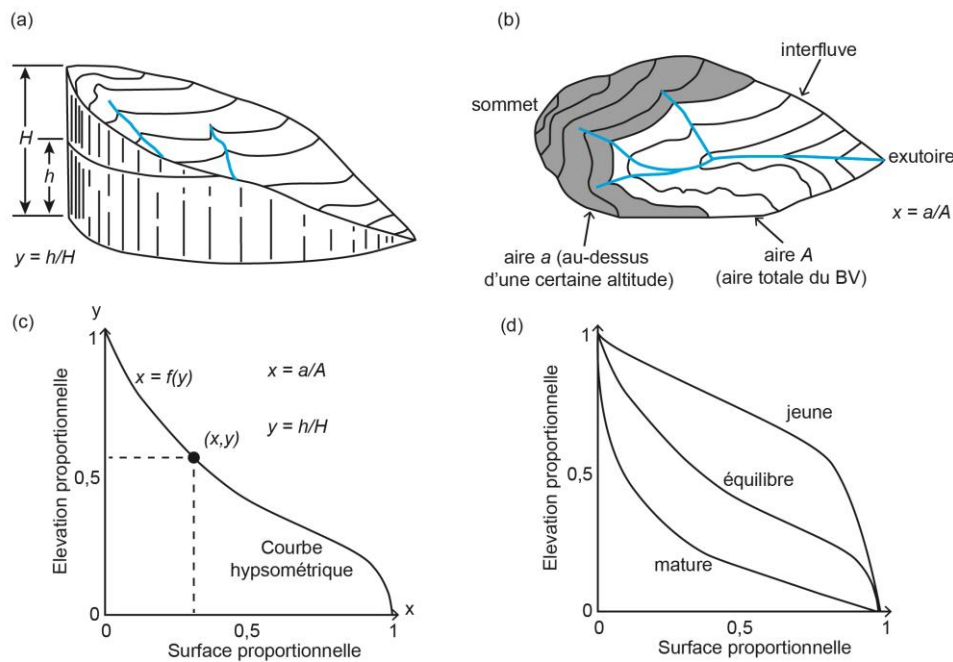 (a)
H
h
y = h/H
(b)
interfluve
sommet
exutoire
x = a/A
aire a (au-dessus
d'une certaine altitude)
aire A
(aire totale du BV)
(c)
y
1
x = f(y)
x = a/A
y = h/H
(x,y)
0,5
Courbe
hypsométrique
0
x
0
0,5
1
Elevation proportionnelle
Surface proportionnelle
(d)
1
jeune
0,5
équilibre
mature
0
0
0,5
1
Elevation proportionnelle
Surface proportionnelle